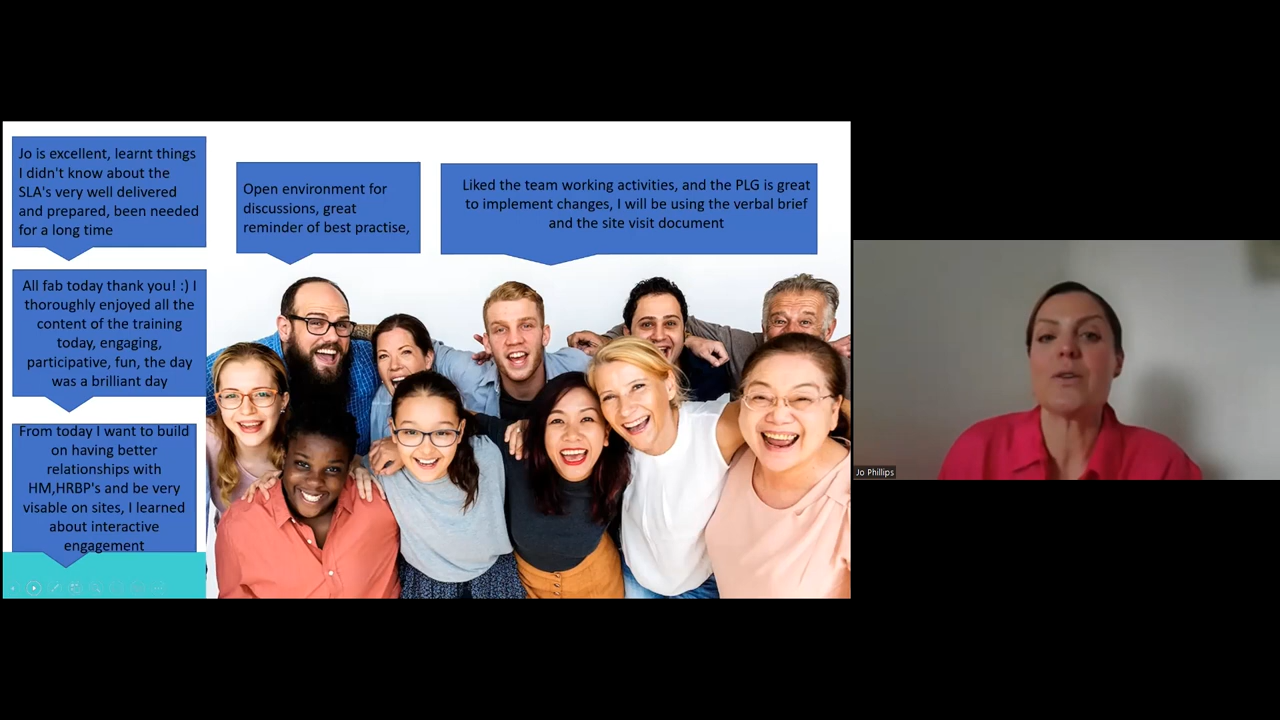 Jo is excellent, learnt things
I didn't know about the
SLA's very well delivered
and prepared, been needed
for a long time
Open environment for
discussions, great
reminder of best practise,
Liked the team working activities, and the PLG is great
to implement changes, I will be using the verbal brief
and the site visit document
All fab today thank you! :) I
thoroughly enjoyed all the
content of the training
today, engaging,
participative, fun, the day
was a brilliant day
From today I want to build
on having better
relationships with
HM,HRBP's and be very
visable on sites, I learned
about interactive
engagement
Jo Phillips